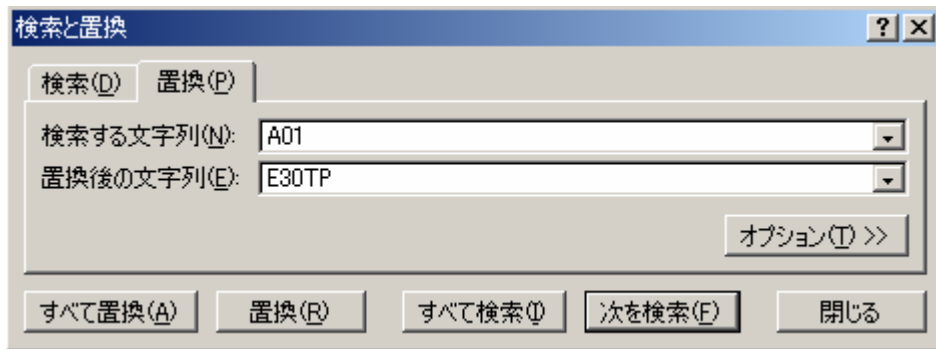 検索と置換
検索(D) 置換(P)
検索する文字列(N): A01
置換後の文字列(E): E30TP
オプション(T) >>
すべて置換(A) 置換(R) すべて検索(I) 次を検索(F) 閉じる